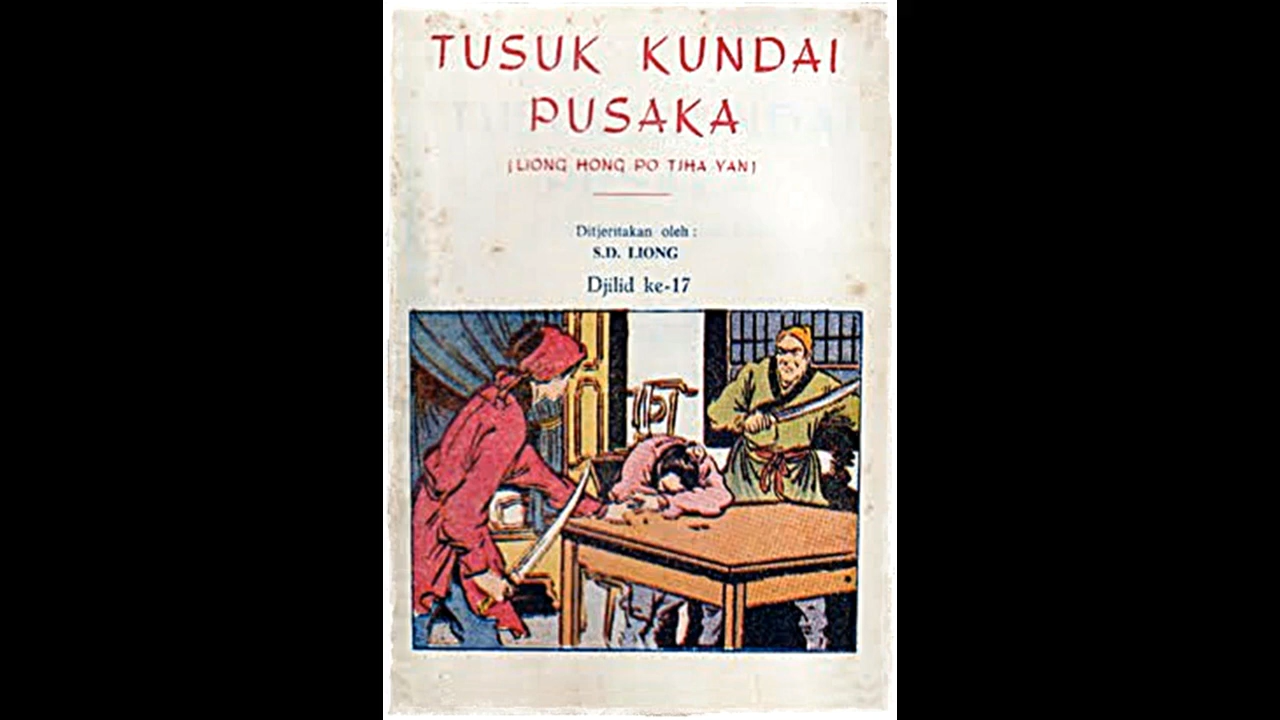 TUSUK KUNDAI
PUSAKA
(LIONG HONG PO TJHA YAN)
Ditjeritakan oleh :
S.D. LIONG
Djilid ke-17